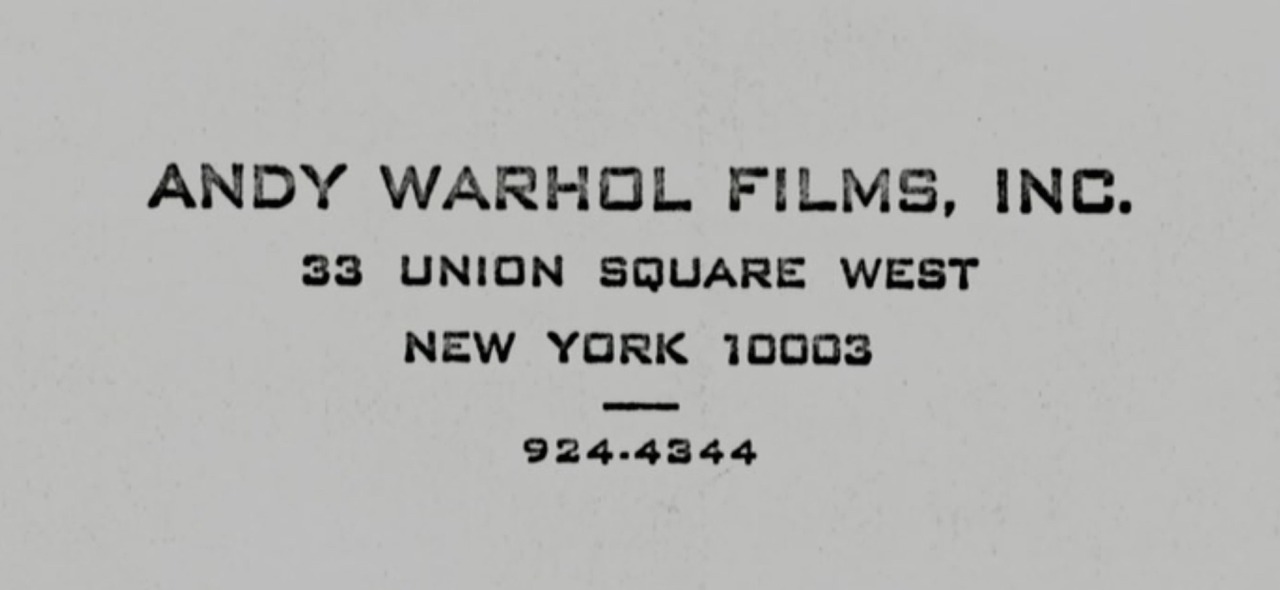 ANDY WARHOL FILMS, INC.
33 UNION SQUARE WEST
NEW YORK 10003
924-4344